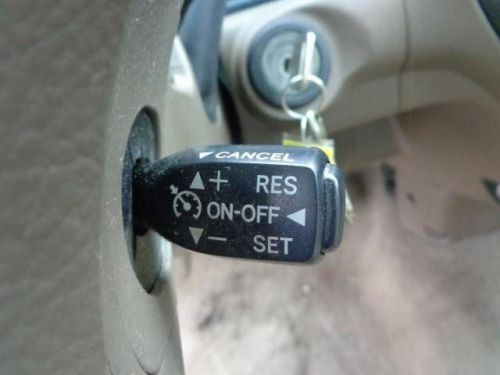 CANCEL
+ RES
ON-OFF
– SET